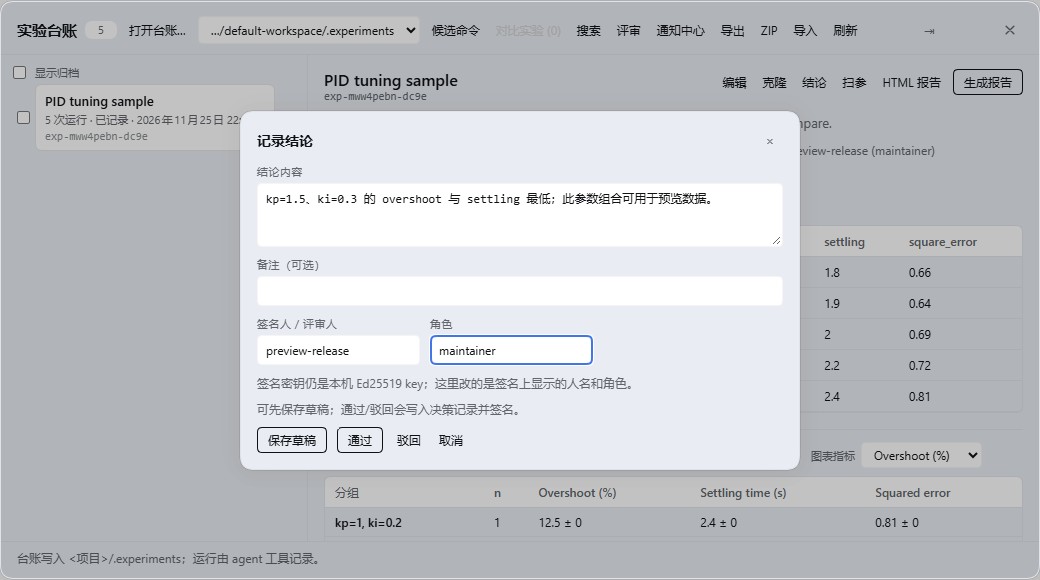 实验台账 5 打开台账... .../default-workspace/.experiments 候选命令 对比实验 (0) 搜索 评审 通知中心 导出 ZIP 导入 刷新
显示归档
PID tuning sample
5 次运行 · 已记录 · 2026年11月25日 22:
exp-mww4pebn-dc9e
PID tuning sample
exp-mww4pebn-dc9e
编辑 克隆 结论 扫参 HTML 报告 生成报告
mpare.
eview-release (maintainer)
记录结论
结论内容
kp=1.5、ki=0.3 的 overshoot 与 settling 最低；此参数组合可用于预览数据。
备注（可选）
签名人 / 评审人 角色
preview-release maintainer
签名密钥仍是本机 Ed25519 key；这里改的是签名上显示的人名和角色。
可先保存草稿；通过/驳回会写入决策记录并签名。
保存草稿 通过 驳回 取消
settling square_error
1.8 0.66
1.9 0.64
2 0.69
2.2 0.72
2.4 0.81
图表指标 Overshoot (%)
分组 n Overshoot (%) Settling time (s) Squared error
kp=1, ki=0.2 1 12.5 ± 0 2.4 ± 0 0.81 ± 0
台账写入 <项目>/.experiments；运行由 agent 工具记录。